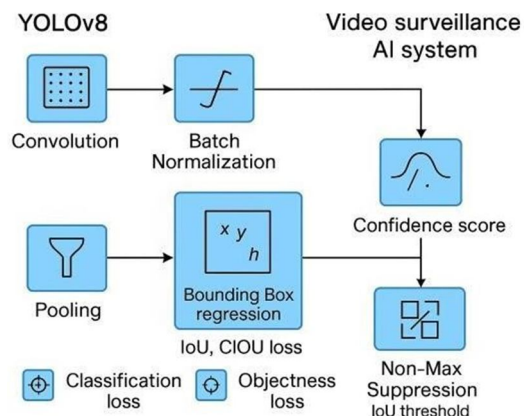 YOLOv8
Video surveillance
AI system
Convolution
Batch
Normalization
Confidence score
Pooling
x y
h
Bounding Box
regression
IoU, CIOU loss
Non-Max
Suppression
IoU threshold
Classification
loss
Objectness
loss